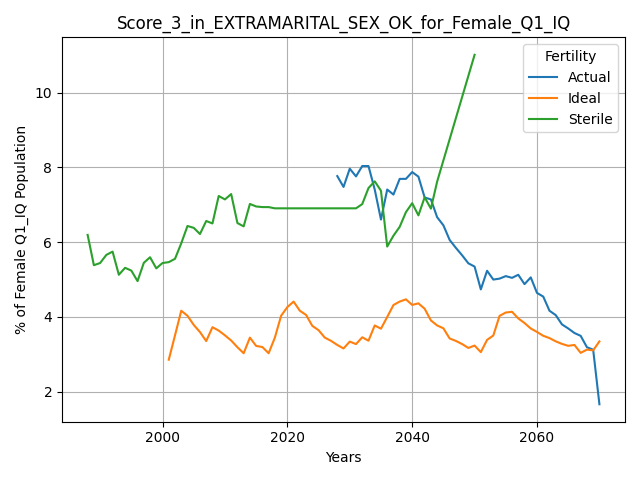 Score_3_in_EXTRAMARITAL_SEX_OK_for_Female_Q1_IQ
Fertility
Actual
Ideal
Sterile
% of Female Q1_IQ Population
10
8
6
4
2
2000
2020
2040
2060
Years